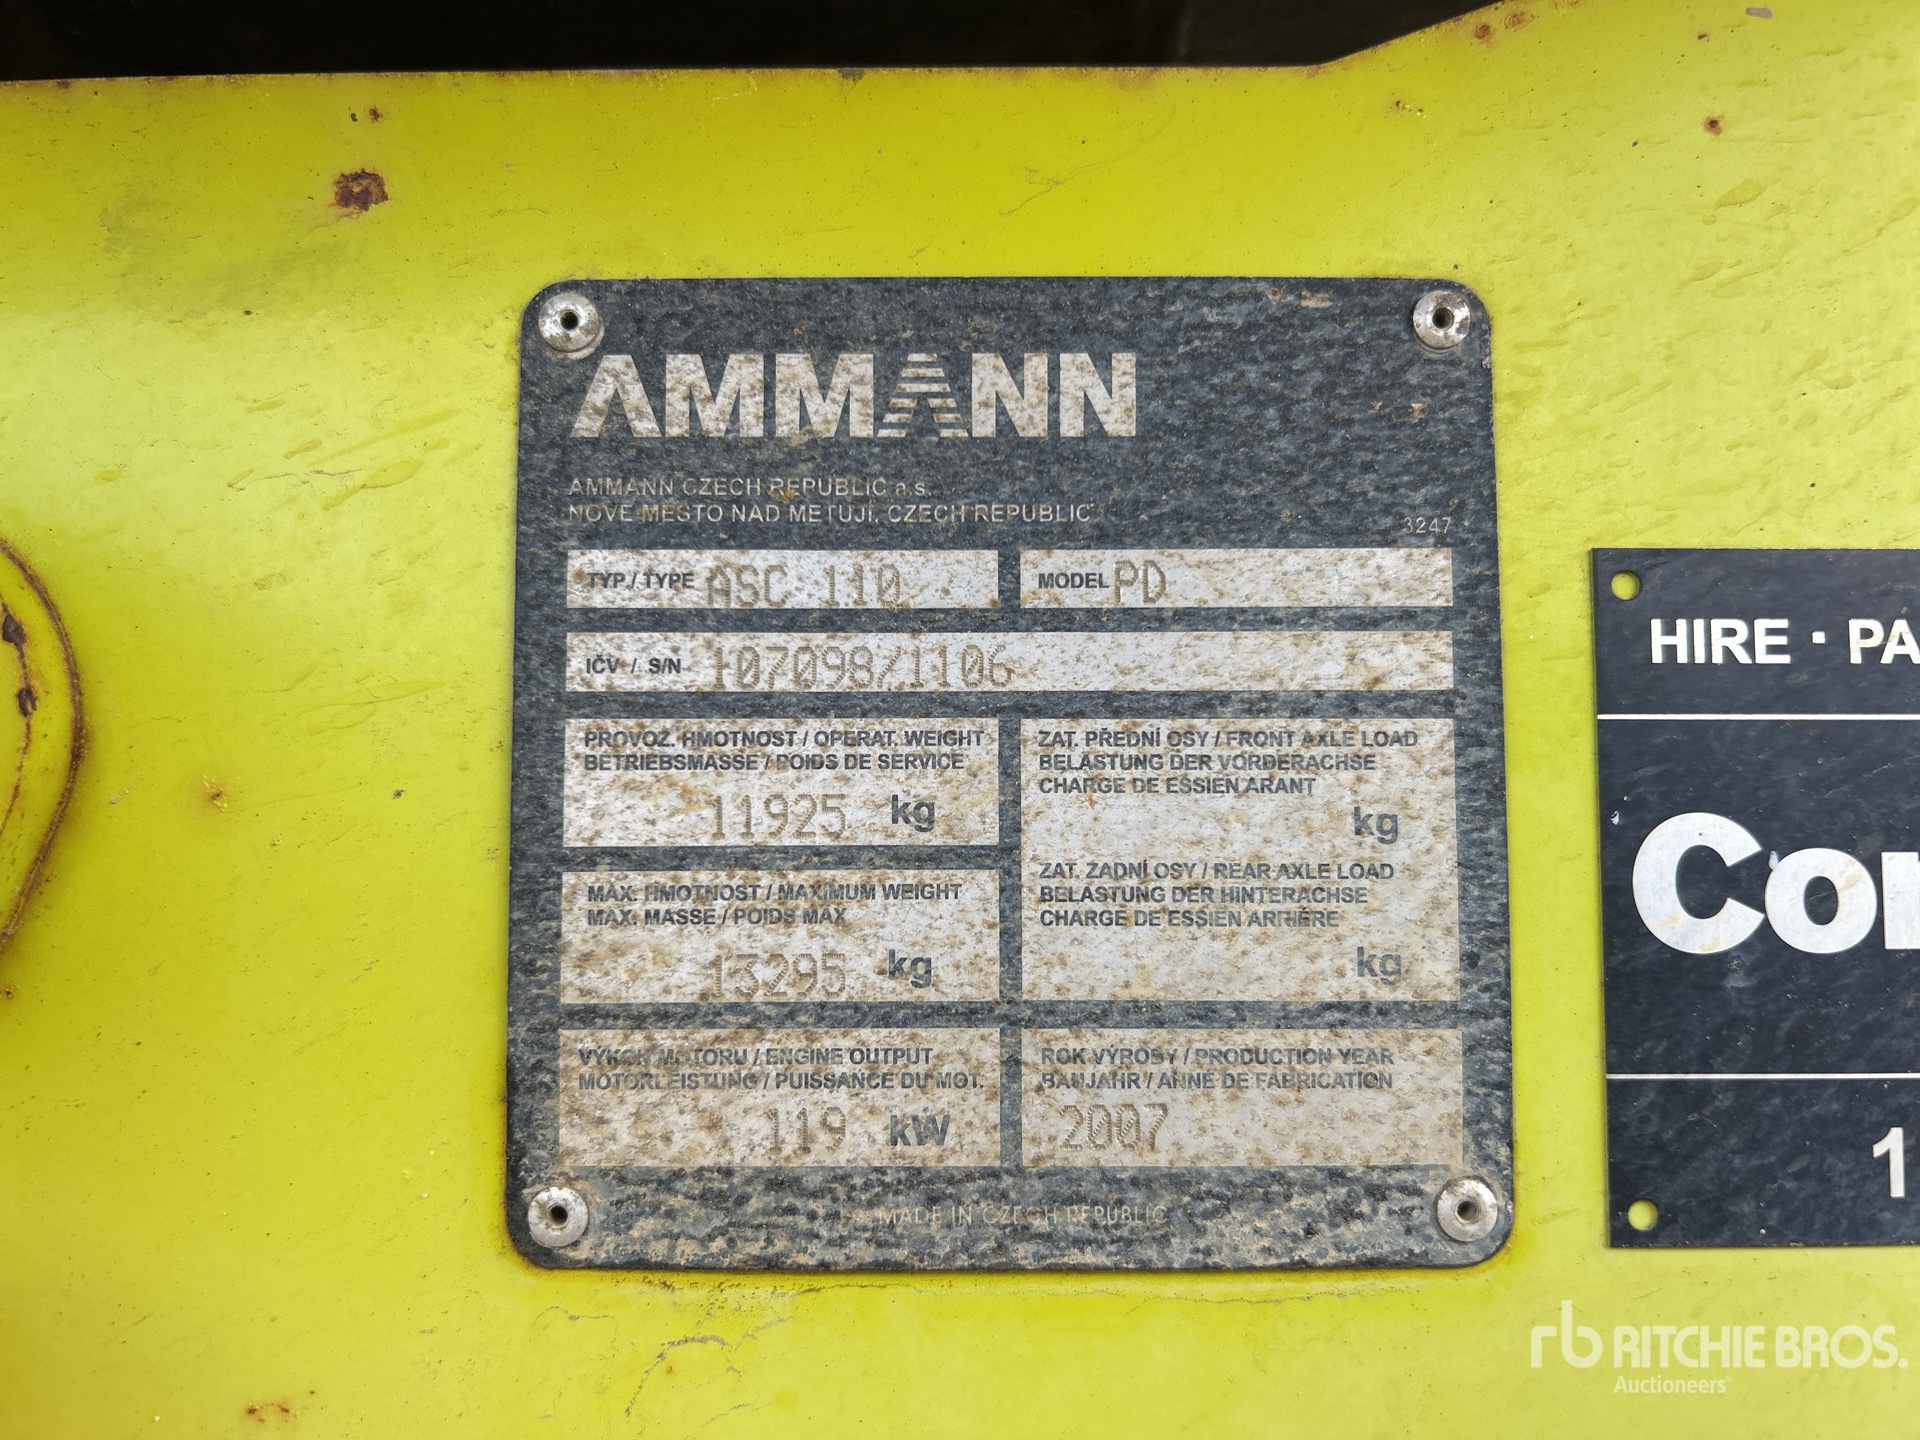 AMMANN
AMMANN CZECH REPUBLIC a.s.
NOVÉ MĚSTO NAD METUJÍ, CZECH REPUBLIC
3247
TYP / TYPE ASC 110
MODEL PD
IČV / S/N 107098/1106
PROVOZ. HMOTNOST / OPERAT. WEIGHT
BETRIEBSMASSE / POIDS DE SERVICE
11925 kg
ZAT. PŘEDNÍ OSY / FRONT AXLE LOAD
BELASTUNG DER VORDERACHSE
CHARGE DE ESSIEN ARANT
kg
MAX. HMOTNOST / MAXIMUM WEIGHT
MAX. MASSE / POIDS MAX
13295 kg
ZAT. ZADNÍ OSY / REAR AXLE LOAD
BELASTUNG DER HINTERACHSE
CHARGE DE ESSIEN ARRIÉRE
kg
VÝKON MOTORU / ENGINE OUTPUT
MOTORLEISTUNG / PUISSANCE DU MOT.
119 kW
ROK VÝROBY / PRODUCTION YEAR
BAUJAHR / ANNÉ DE FABRICATION
2007
MADE IN CZECH REPUBLIC
HIRE · PA
Con
1
rb RITCHIE BROS.
Auctioneers